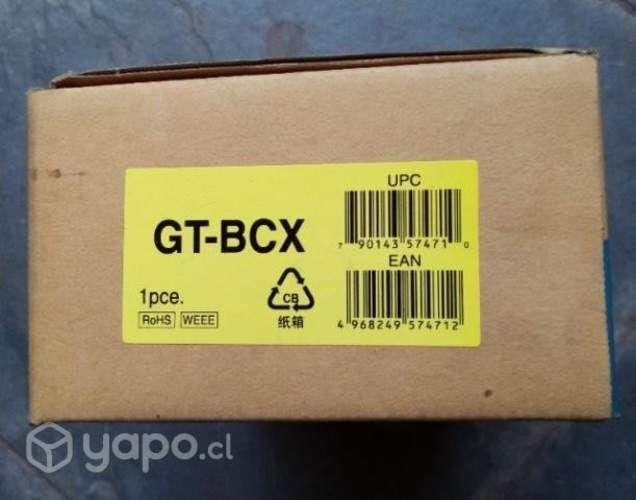 UPC
7 90143 57471 0
GT-BCX
EAN
4 968249 574712
1pce.
RoHS WEEE
CB
纸箱
yapo.cl